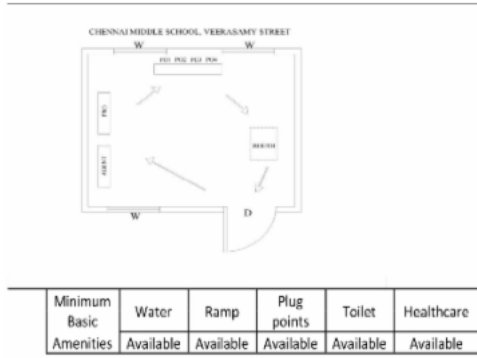 CHENNAI MIDDLE SCHOOL, VEERASAMY STREET
W W
PO1 PO2 PO3 PO4
PRO
BOOTH
AGENT
W
D
Minimum Basic Amenities Water Ramp Plug points Toilet Healthcare
Available Available Available Available Available